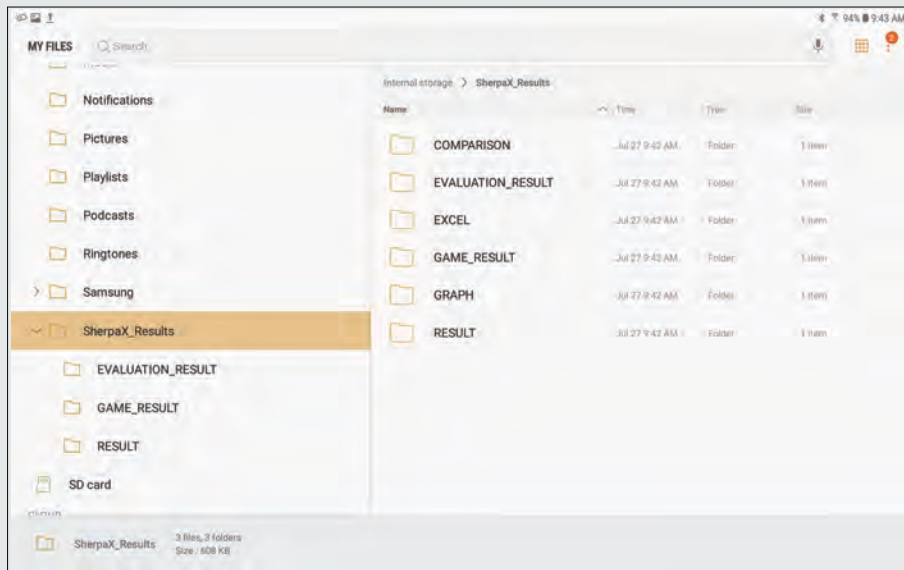 94% 9:43 AM
MY FILES Search
2
Notifications
Pictures
Playlists
Podcasts
Ringtones
Samsung
SherpaX_Results
EVALUATION_RESULT
GAME_RESULT
RESULT
SD card
Internal storage > SherpaX_Results
Name Time Type Size
COMPARISON Jul 27 9:42 AM Folder 1 item
EVALUATION_RESULT Jul 27 9:42 AM Folder 1 item
EXCEL Jul 27 9:42 AM Folder 1 item
GAME_RESULT Jul 27 9:42 AM Folder 1 item
GRAPH Jul 27 9:42 AM Folder 1 item
RESULT Jul 27 9:42 AM Folder 1 item
SherpaX_Results
3 files, 3 folders
Size : 608 KB